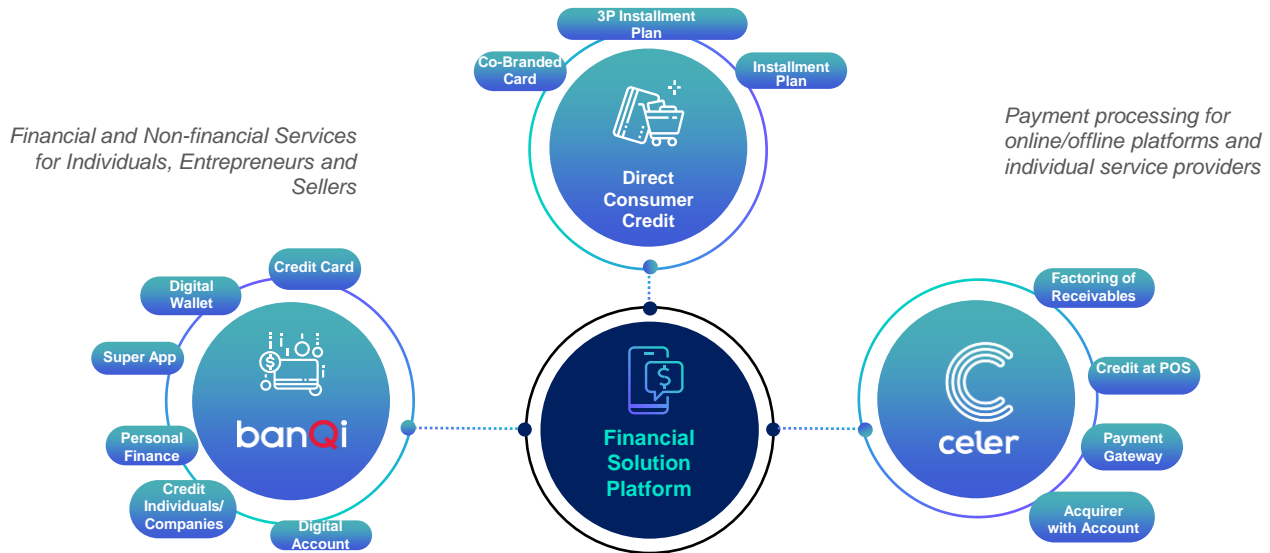 3P Installment
Plan
Co-Branded
Card
Installment
Plan
Direct
Consumer
Credit
Financial and Non-financial Services
for Individuals, Entrepreneurs and
Sellers
Payment processing for
online/offline platforms and
individual service providers
Credit Card
Digital
Wallet
Super App
Personal
Finance
Credit
Individuals/
Companies
Digital
Account
$
banQi
$
Financial
Solution
Platform
celer
Factoring of
Receivables
Credit at POS
Payment
Gateway
Acquirer
with Account